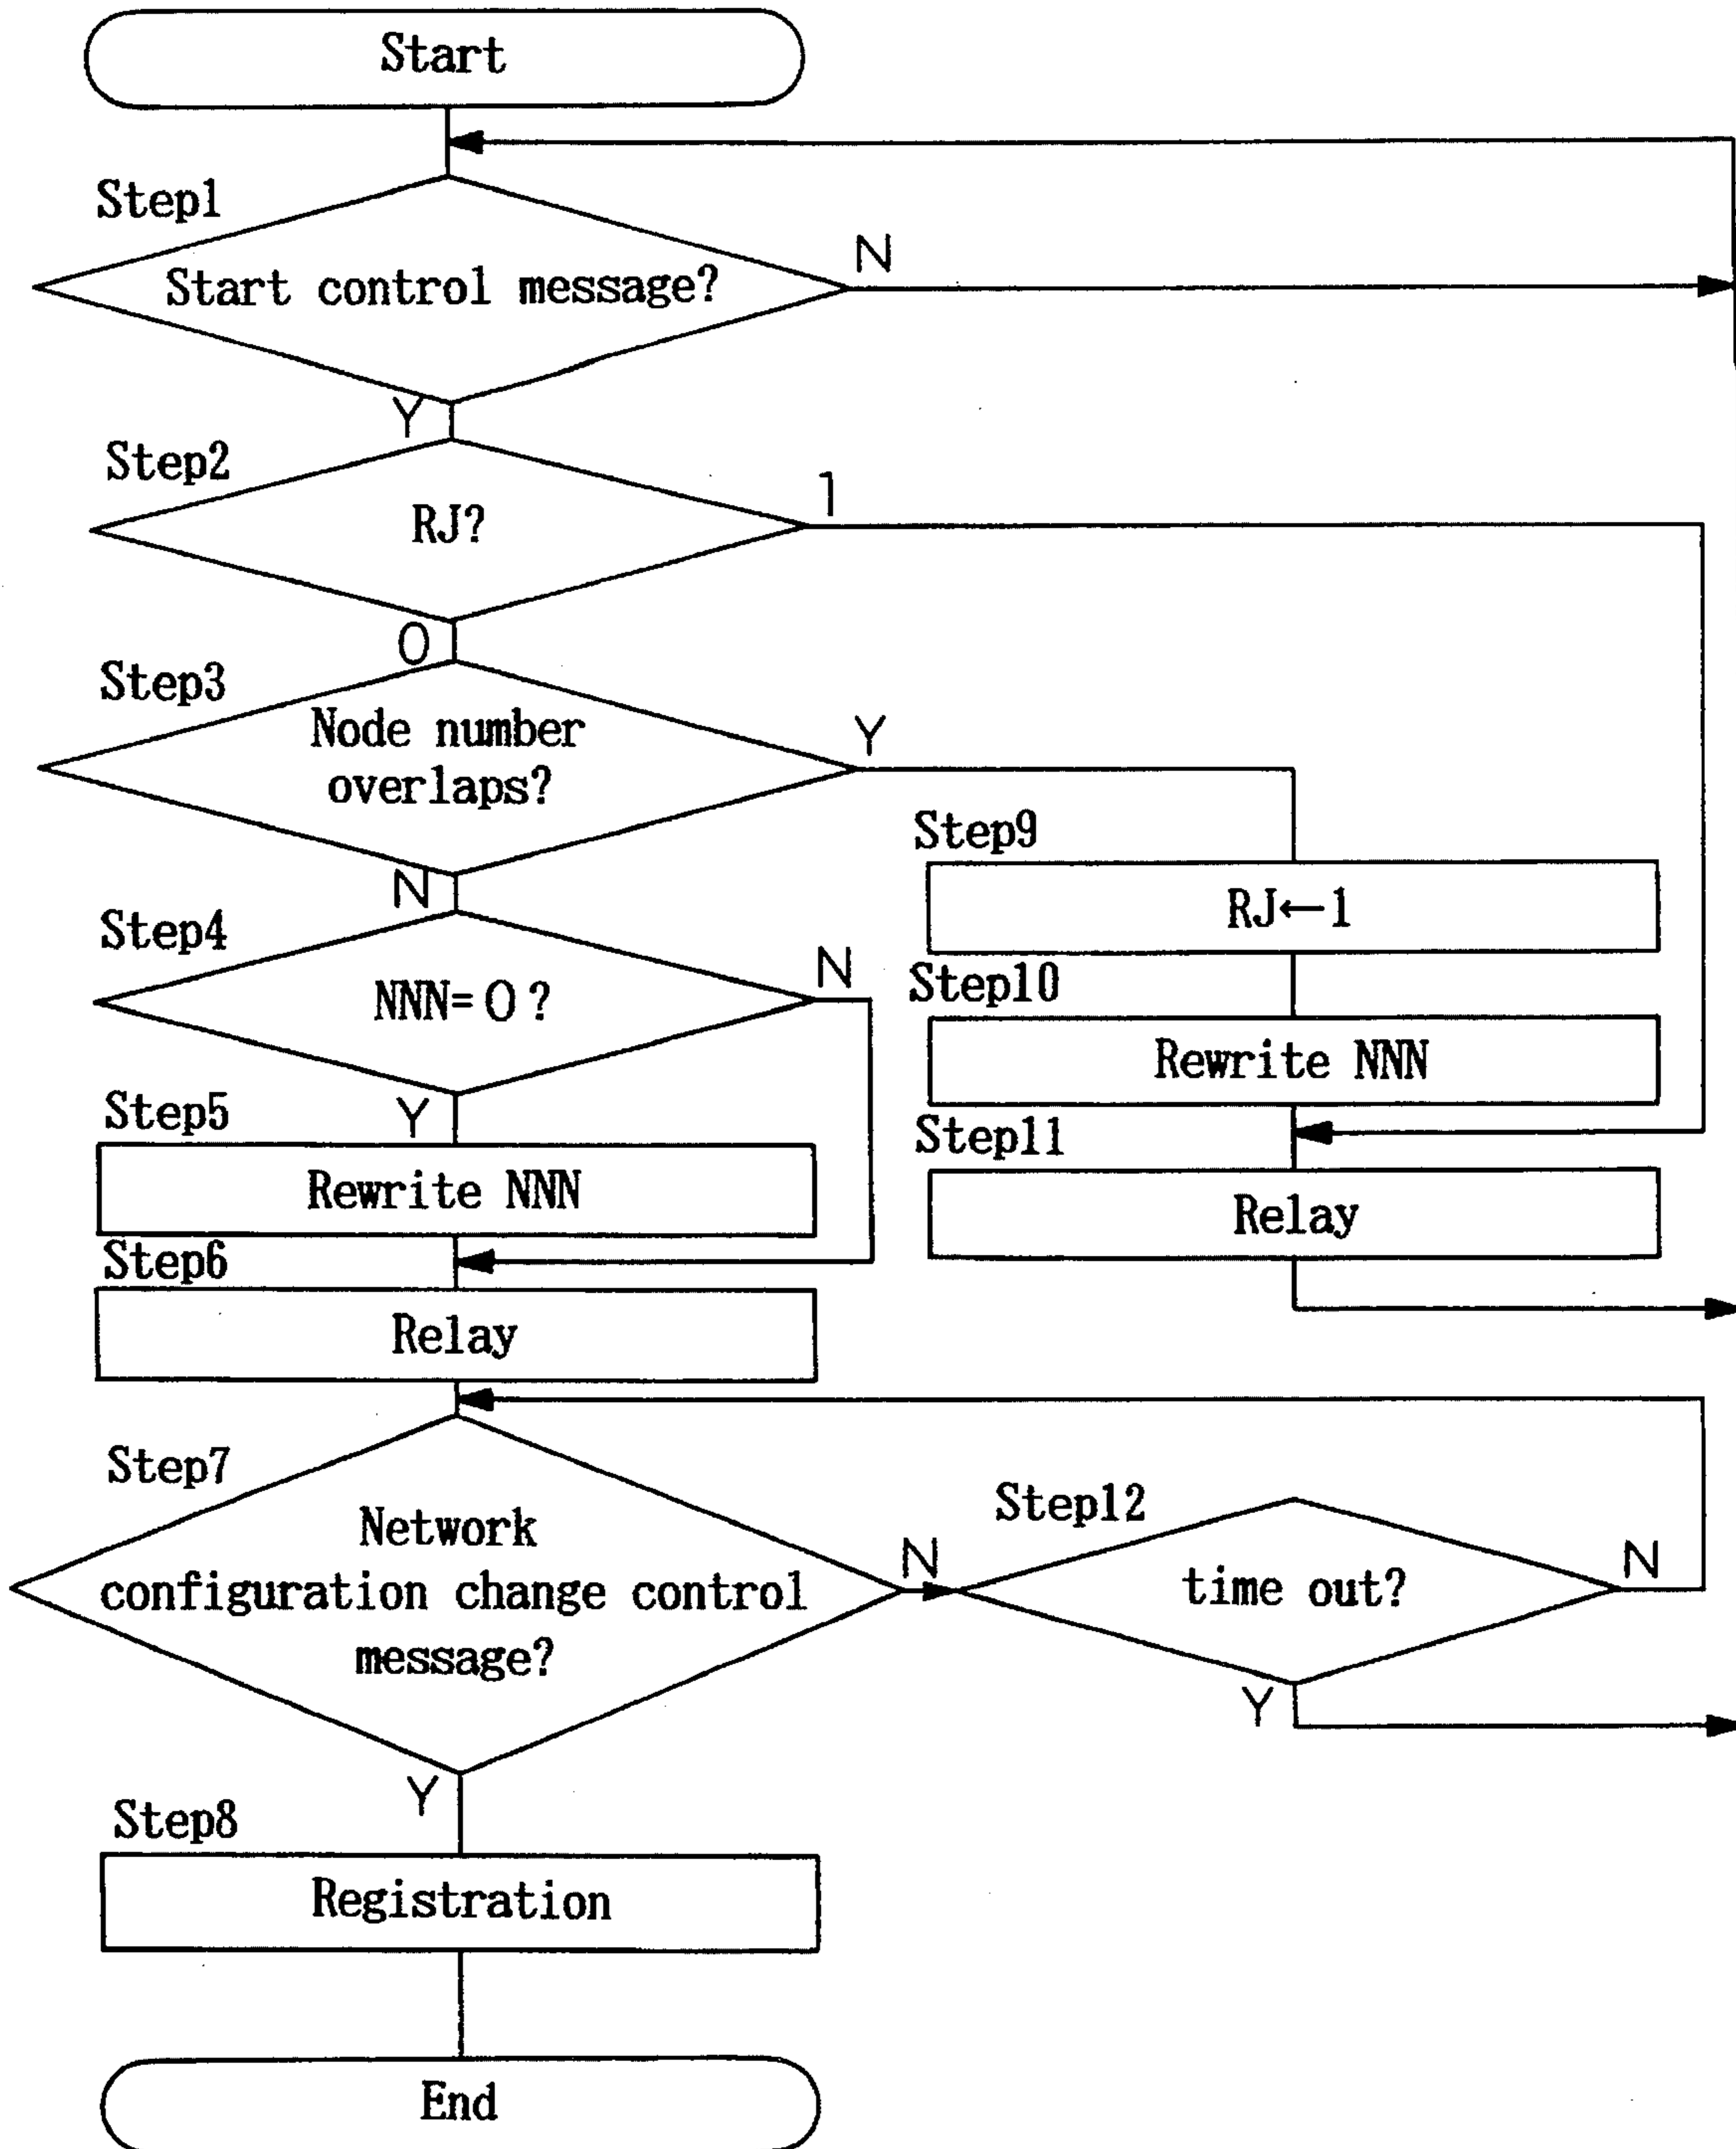 Start
Step1
Start control message?
N
Y
Step2
RJ?
1
0
Step3
Node number
overlaps?
Y
N
Step9
RJ←1
Step4
NNN=0?
N
Y
Step10
Rewrite NNN
Step5
Rewrite NNN
Step11
Relay
Step6
Relay
Step7
Network
configuration change control
message?
N
Y
Step12
time out?
N
Y
Step8
Registration
End